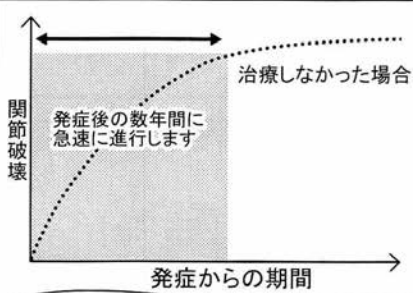 治療しなかった場合
発症後の数年間に
急速に進行します
関節破壊
発症からの期間